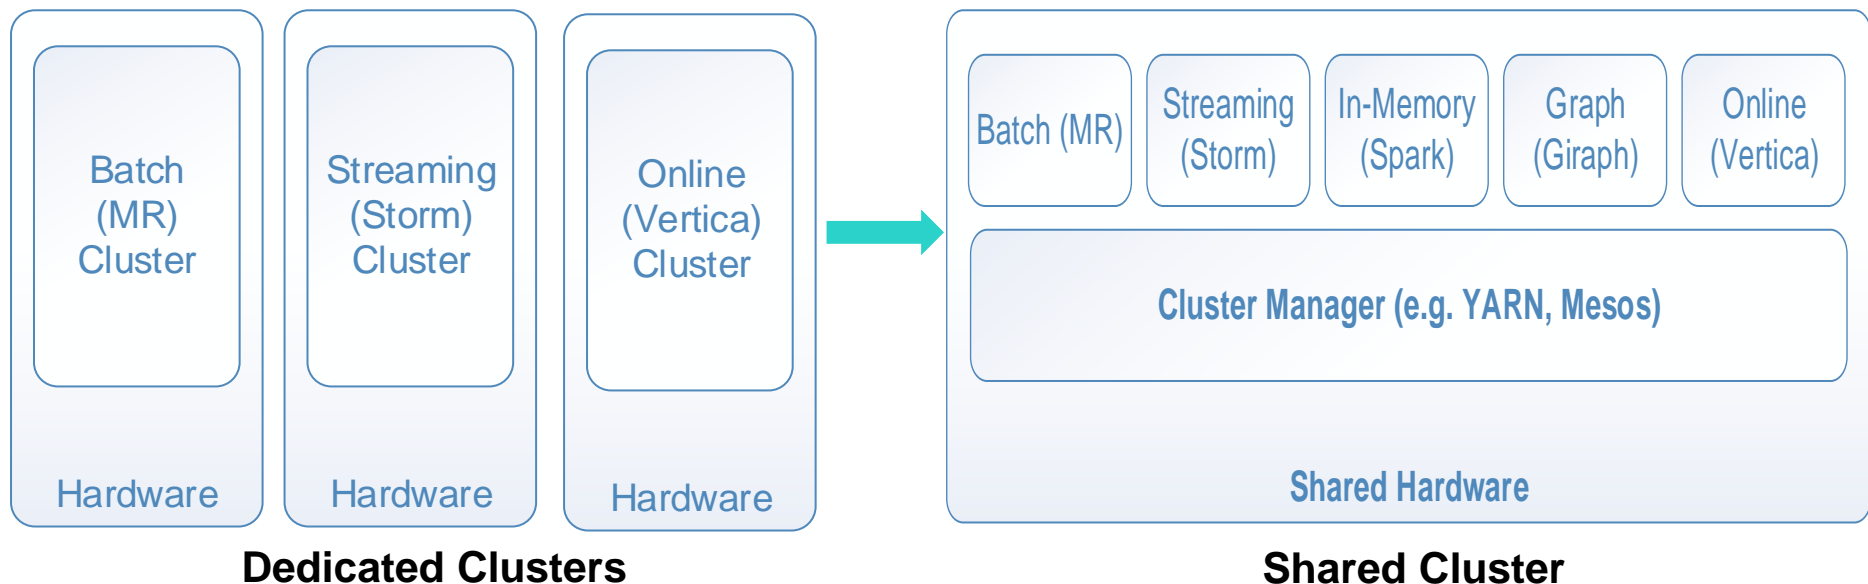 Batch
(MR)
Cluster
Hardware
Streaming
(Storm)
Cluster
Hardware
Online
(Vertica)
Cluster
Hardware
Dedicated Clusters
Batch (MR)
Streaming
(Storm)
In-Memory
(Spark)
Graph
(Giraph)
Online
(Vertica)
Cluster Manager (e.g. YARN, Mesos)
Shared Hardware
Shared Cluster